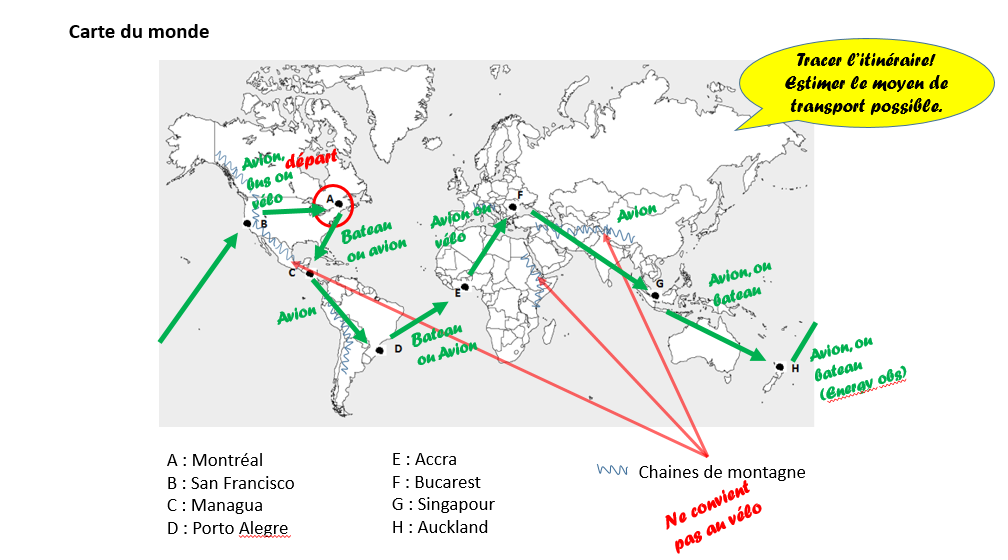 Carte du monde
Tracer l'itinéraire!
Estimer le moyen de
transport possible.
Avion,
bus ou
vélo
départ
A
B
Bateau
ou avion
C
Avion
D
Bateau
ou Avion
E
Avion ou
vélo
F
Avion
G
Avion, ou
bateau
H
Avion, ou
bateau
(Energy obs)
A : Montréal
B : San Francisco
C : Managua
D : Porto Alegre
E : Accra
F : Bucarest
G : Singapour
H : Auckland
Chaines de montagne
Ne convient
pas au vélo